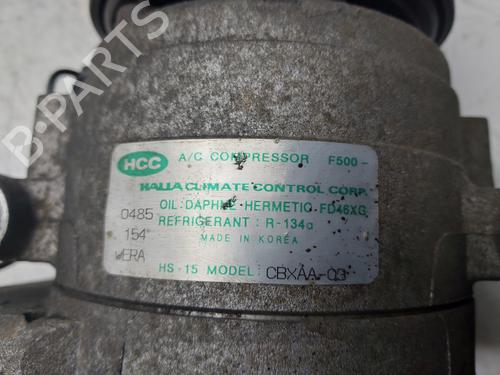 B-PARTS
HCC A/C COMPRESSOR F500-
HALLA CLIMATE CONTROL CORP.
OIL:DAPHNE-HERMETIC-FD46XG
0485 REFRIGERANT : R-134a
154" MADE IN KOREA
WERA
HS-15 MODEL: CBXAA-03